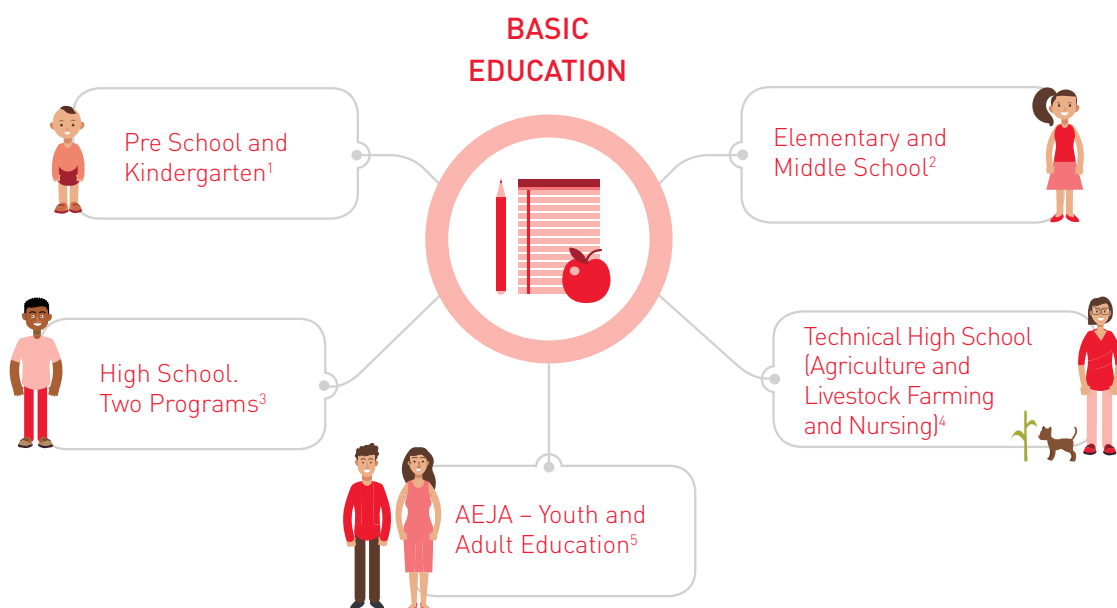 BASIC
EDUCATION
Pre School and
Kindergarten¹
Elementary and
Middle School²
High School.
Two Programs³
Technical High School
(Agriculture and
Livestock Farming
and Nursing)⁴
AEJA – Youth and
Adult Education⁵